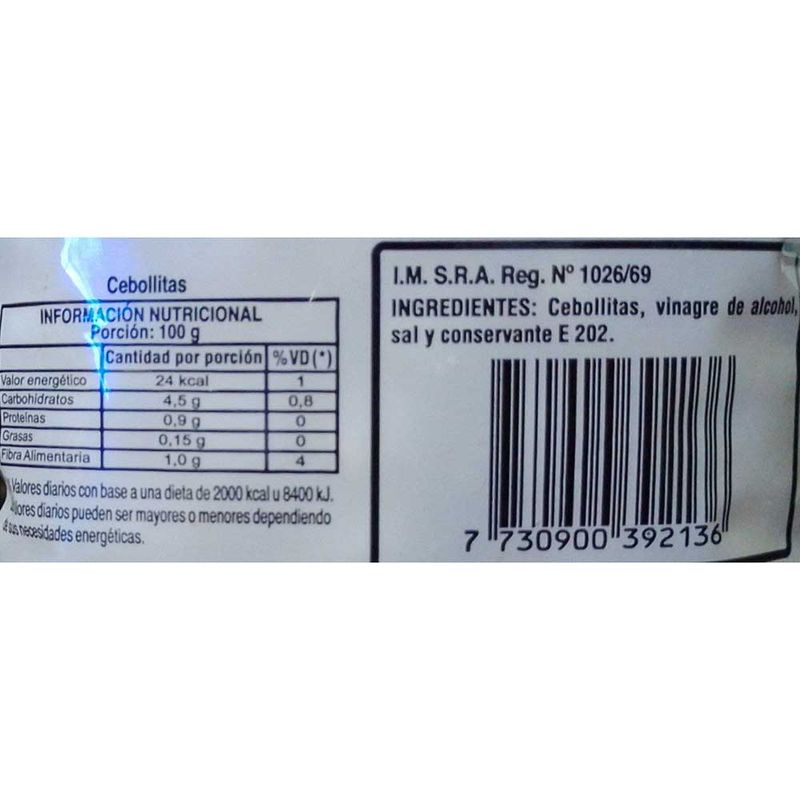 Cebollitas
INFORMACIÓN NUTRICIONAL
Porción: 100 g
Cantidad por porción %VD(*)
Valor energético 24 kcal 1
Carbohidratos 4,5 g 0,8
Proteínas 0,9 g 0
Grasas 0,15 g 0
Fibra Alimentaria 1,0 g 4
Valores diarios con base a una dieta de 2000 kcal u 8400 kJ.
diarios pueden ser mayores o menores dependiendo
de sus necesidades energéticas.
I.M. S.R.A. Reg. Nº 1026/69
INGREDIENTES: Cebollitas, vinagre de alcohol,
sal y conservante E 202.
7 730900 392136